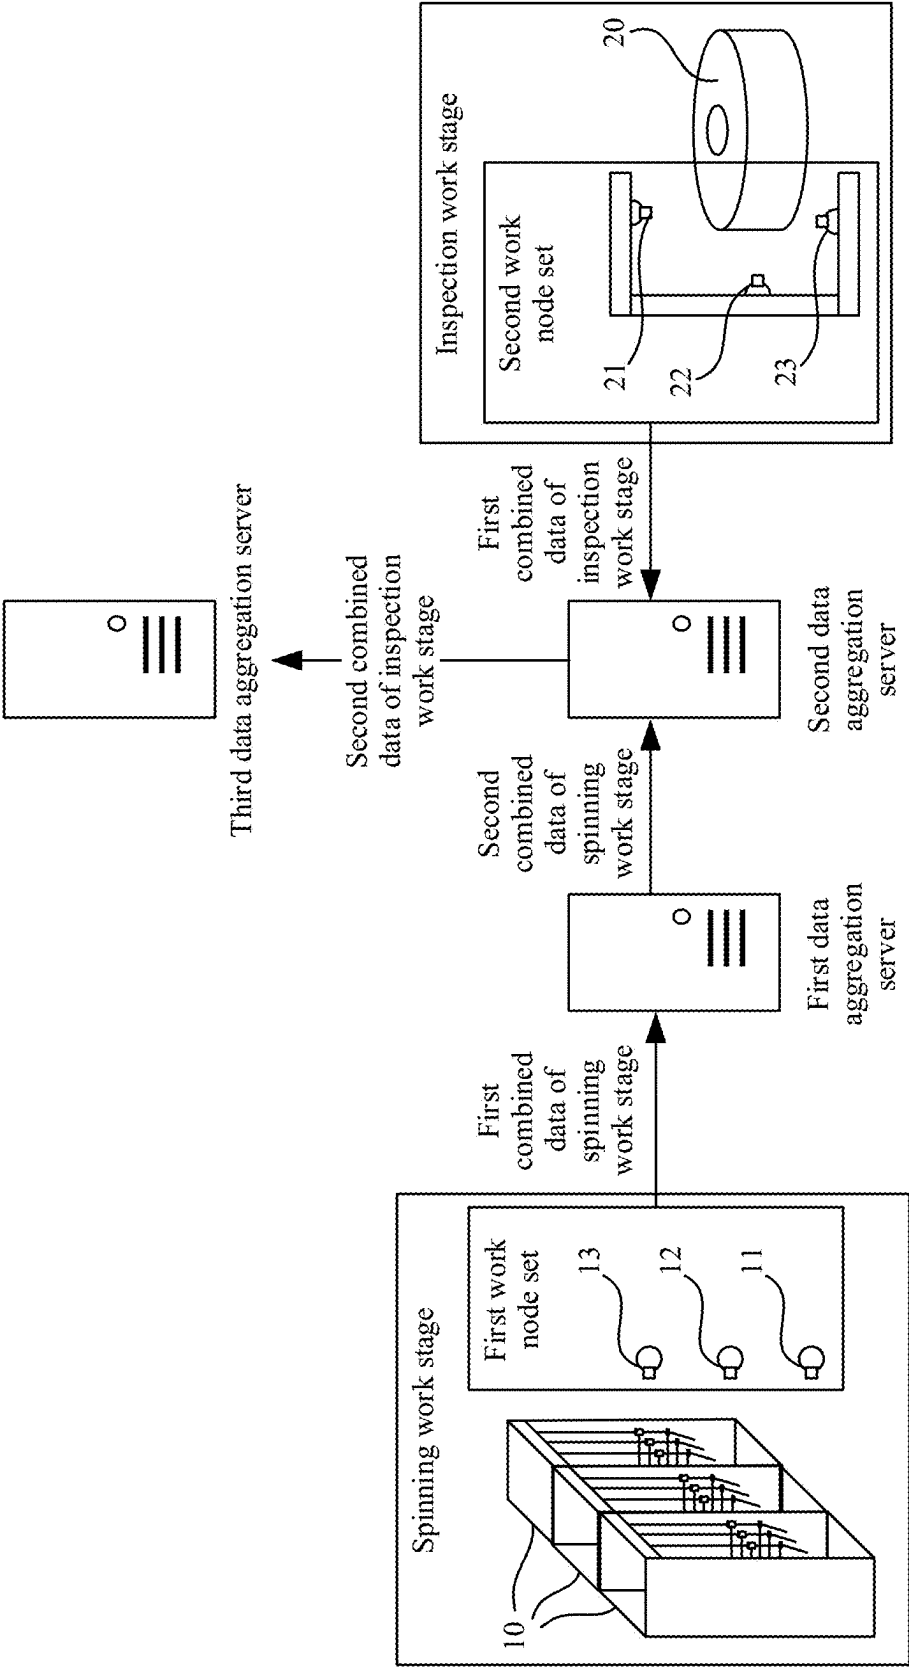 Spinning work stage
10
First work
node set
13
12
11
First
combined
data of
spinning
work stage
First data
aggregation
server
Second
combined
data of
spinning
work stage
Second data
aggregation
server
Second combined
data of inspection
work stage
Third data aggregation server
First
combined
data of
inspection
work stage
Inspection work stage
Second work
node set
21
22
23
20